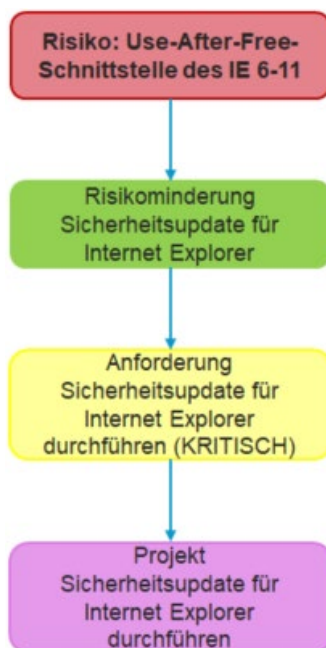 Risiko: Use-After-Free-
Schnittstelle des IE 6-11
Risikominderung
Sicherheitsupdate für
Internet Explorer
Anforderung
Sicherheitsupdate für
Internet Explorer
durchführen (KRITISCH)
Projekt
Sicherheitsupdate für
Internet Explorer
durchführen